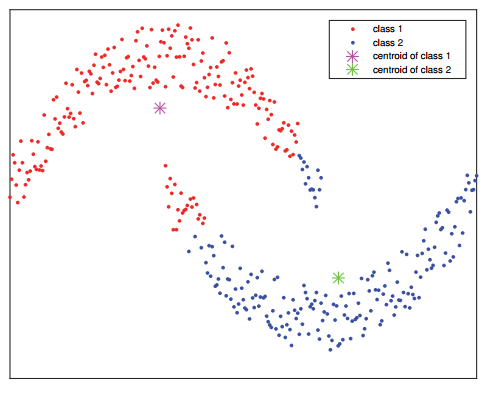 class 1
class 2
centroid of class 1
centroid of class 2